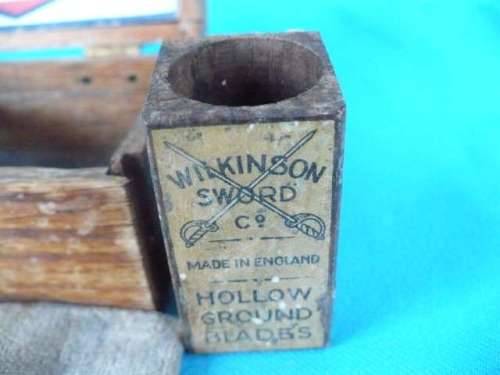 WILKINSON
SWORD
Cº
MADE IN ENGLAND
HOLLOW
GROUND
BLADES